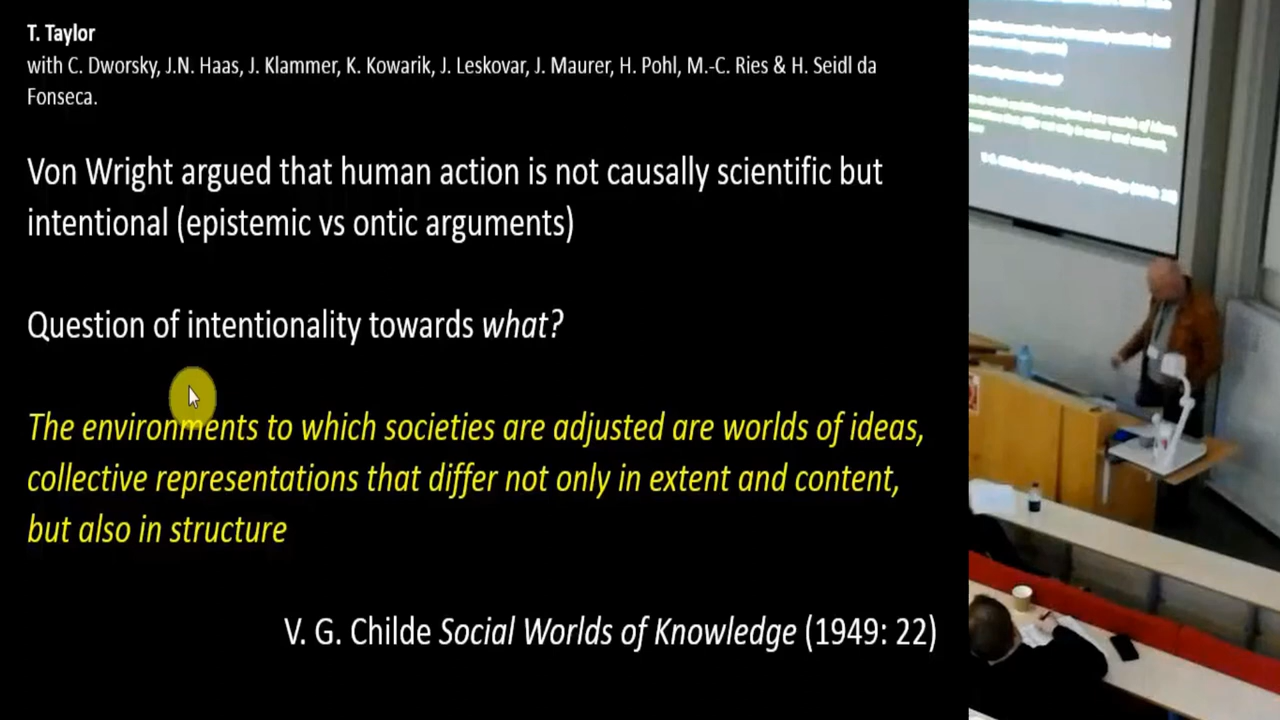 T. Taylor
with C. Dworsky, J.N. Haas, J. Klammer, K. Kowarik, J. Leskovar, J. Maurer, H. Pohl, M.-C. Ries & H. Seidl da
Fonseca.
Von Wright argued that human action is not causally scientific but
intentional (epistemic vs ontic arguments)
Question of intentionality towards what?
The environments to which societies are adjusted are worlds of ideas,
collective representations that differ not only in extent and content,
but also in structure
V. G. Childe Social Worlds of Knowledge (1949: 22)